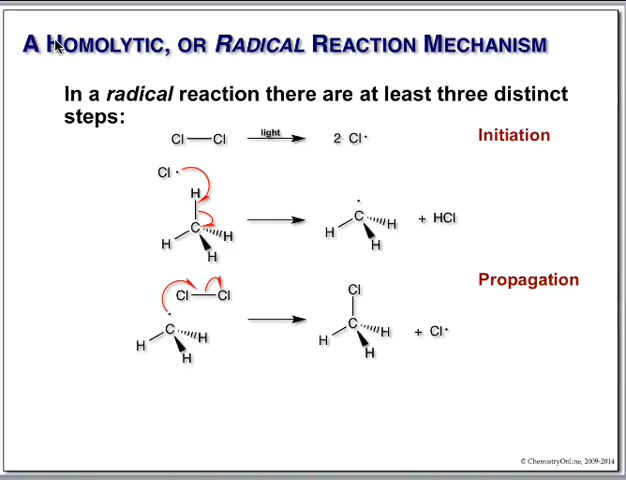 A HOMOLYTIC, OR RADICAL REACTION MECHANISM
In a radical reaction there are at least three distinct
steps:
Cl Cl light 2 Cl· Initiation
Cl ·
H
C H H H
· C H H H + HCl
Propagation
Cl Cl
· C H H H
Cl C H H H + Cl·
© ChemistryOnline, 2009-2014